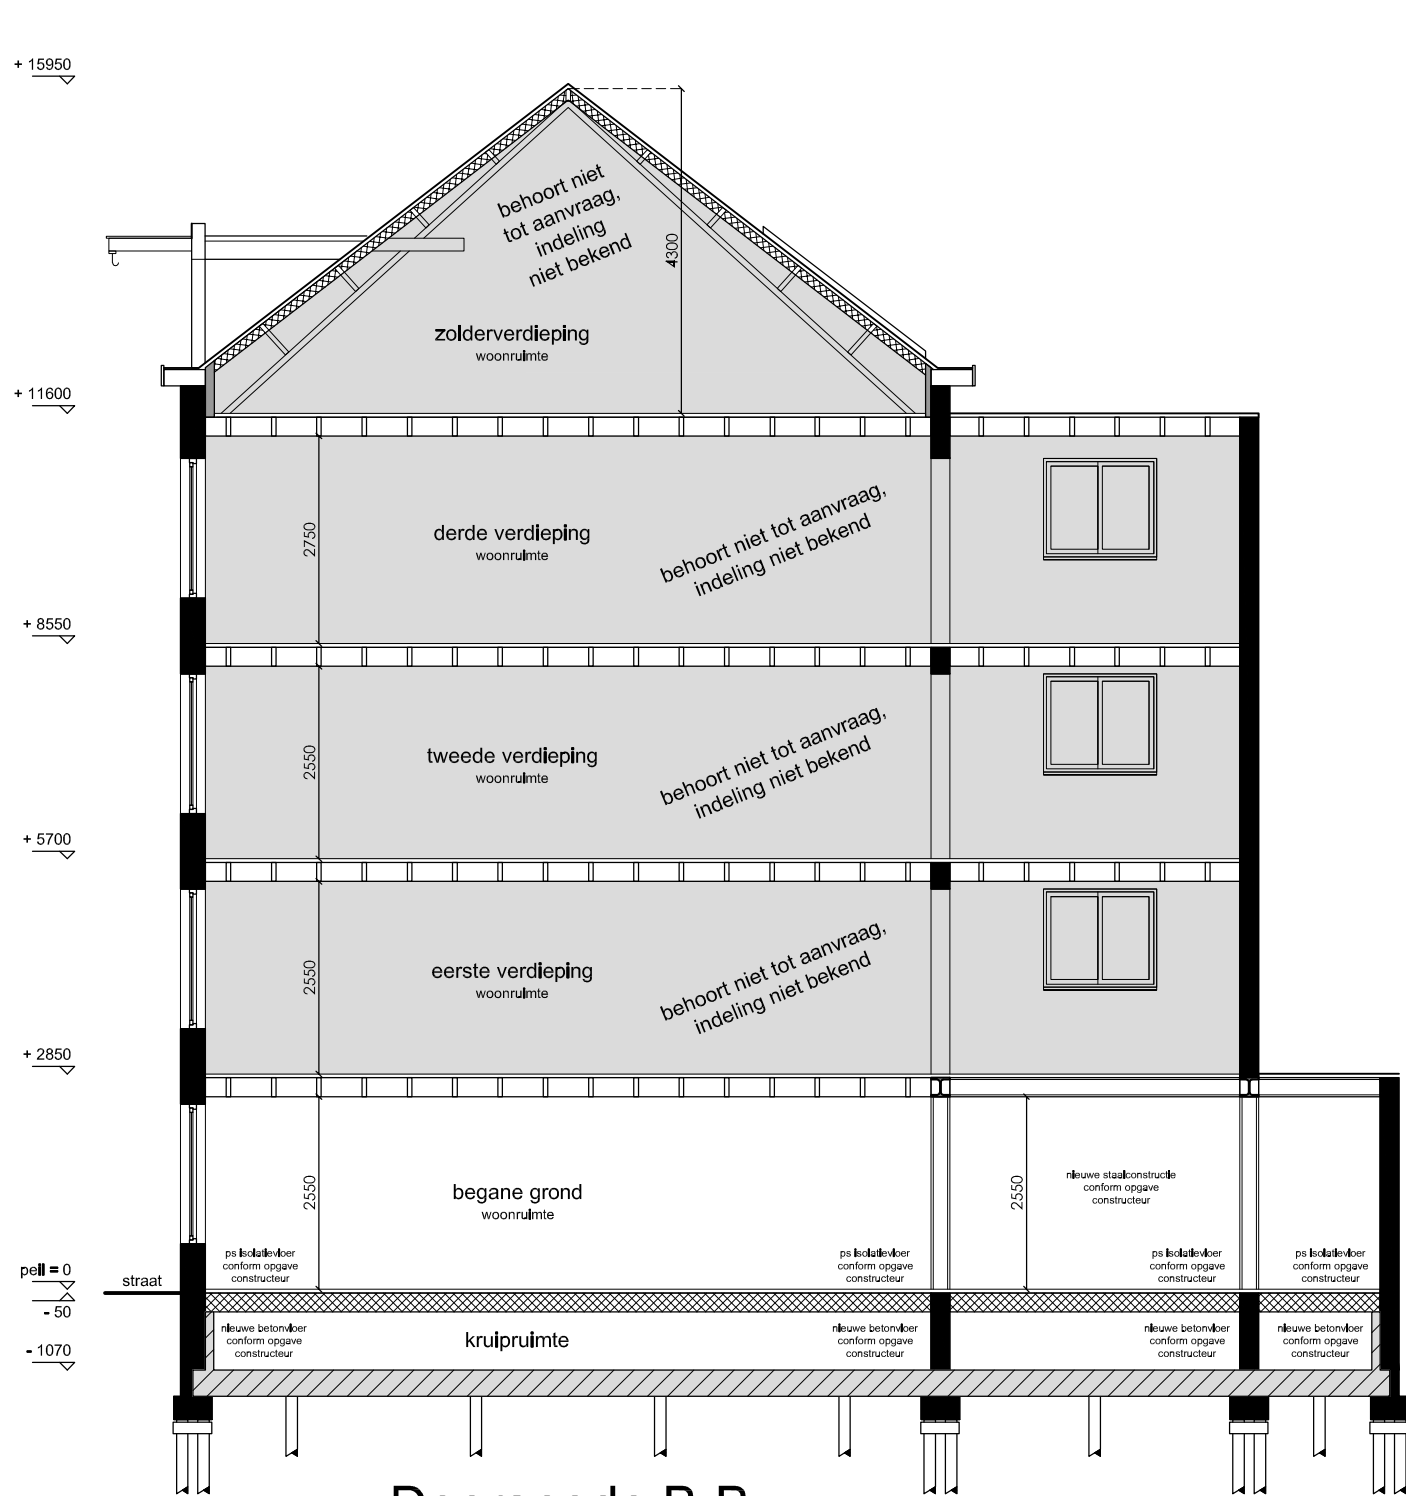 + 15950
behoort niet
tot aanvraag,
indeling
niet bekend
4300
zolderverdieping
woonruimte
+ 11600
derde verdieping
woonruimte
2750
behoort niet tot aanvraag,
indeling niet bekend
+ 8550
tweede verdieping
woonruimte
2550
behoort niet tot aanvraag,
indeling niet bekend
+ 5700
eerste verdieping
woonruimte
2550
behoort niet tot aanvraag,
indeling niet bekend
+ 2850
begane grond
woonruimte
2550
2550
nieuwe staalconstructie
conform opgave
constructeur
ps isolatievloer
conform opgave
constructeur
ps isolatievloer
conform opgave
constructeur
ps isolatievloer
conform opgave
constructeur
ps isolatievloer
conform opgave
constructeur
peil = 0
straat
- 50
- 1070
nieuwe betonvloer
conform opgave
constructeur
kruipruimte
nieuwe betonvloer
conform opgave
constructeur
nieuwe betonvloer
conform opgave
constructeur
nieuwe betonvloer
conform opgave
constructeur